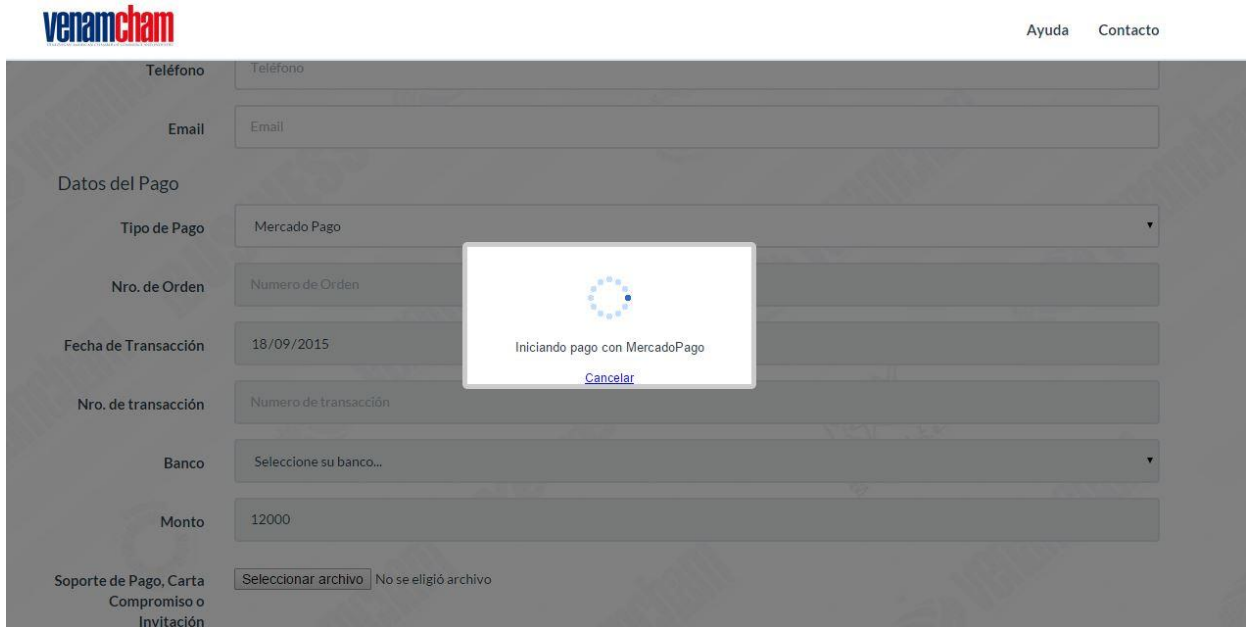 venamcham
Ayuda Contacto
Teléfono Teléfono
Email Email
Datos del Pago
Tipo de Pago Mercado Pago
Nro. de Orden Numero de Orden
Iniciando pago con MercadoPago
Cancelar
Fecha de Transacción 18/09/2015
Nro. de transacción Numero de transacción
Banco Seleccione su banco...
Monto 12000
Soporte de Pago, Carta
Compromiso o
Invitación
Seleccionar archivo No se eligió archivo